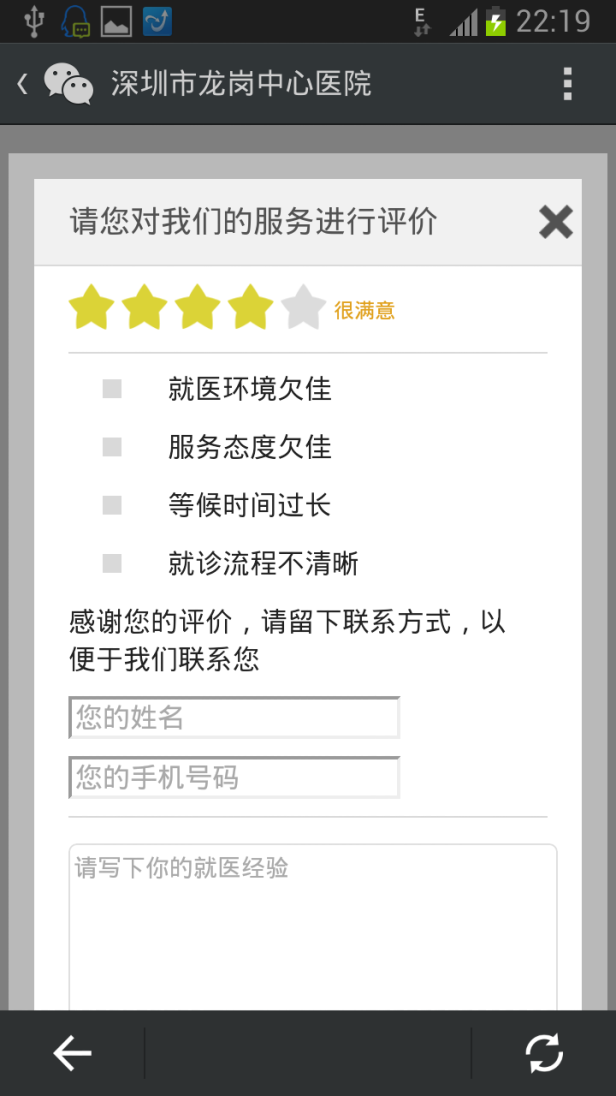 E
22:19
深圳市龙岗中心医院
请您对我们的服务进行评价
很满意
就医环境欠佳
服务态度欠佳
等候时间过长
就诊流程不清晰
感谢您的评价，请留下联系方式，以
便于我们联系您
您的姓名
您的手机号码
请写下你的就医经验